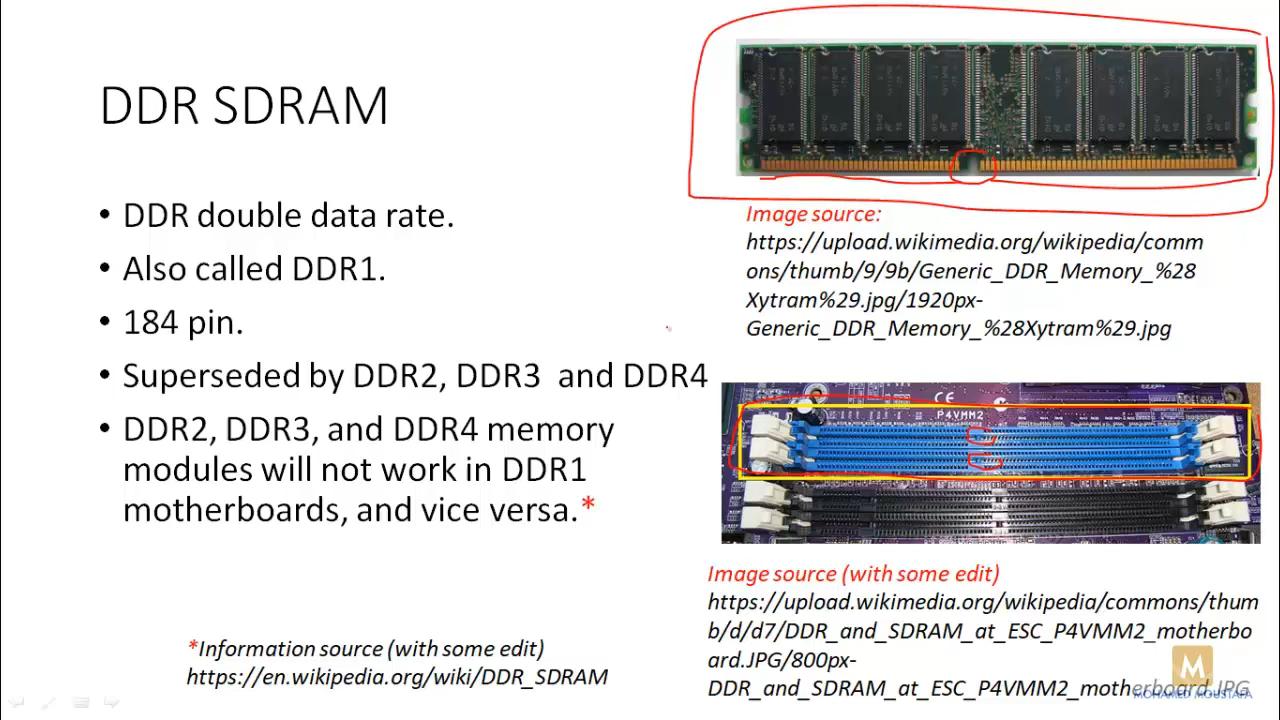 DDR SDRAM
• DDR double data rate.
• Also called DDR1.
• 184 pin.
• Superseded by DDR2, DDR3 and DDR4
• DDR2, DDR3, and DDR4 memory
modules will not work in DDR1
motherboards, and vice versa.*
*Information source (with some edit)
https://en.wikipedia.org/wiki/DDR_SDRAM
Image source:
https://upload.wikimedia.org/wikipedia/comm
ons/thumb/9/9b/Generic_DDR_Memory_%28
Xytram%29.jpg/1920px-
Generic_DDR_Memory_%28Xytram%29.jpg
CE
P4VMM2
Image source (with some edit)
https://upload.wikimedia.org/wikipedia/commons/thum
b/d/d7/DDR_and_SDRAM_at_ESC_P4VMM2_motherbo
ard.JPG/800px-
DDR_and_SDRAM_at_ESC_P4VMM2_motherboard.JPG
M
MOHAMED MOUSTAFA